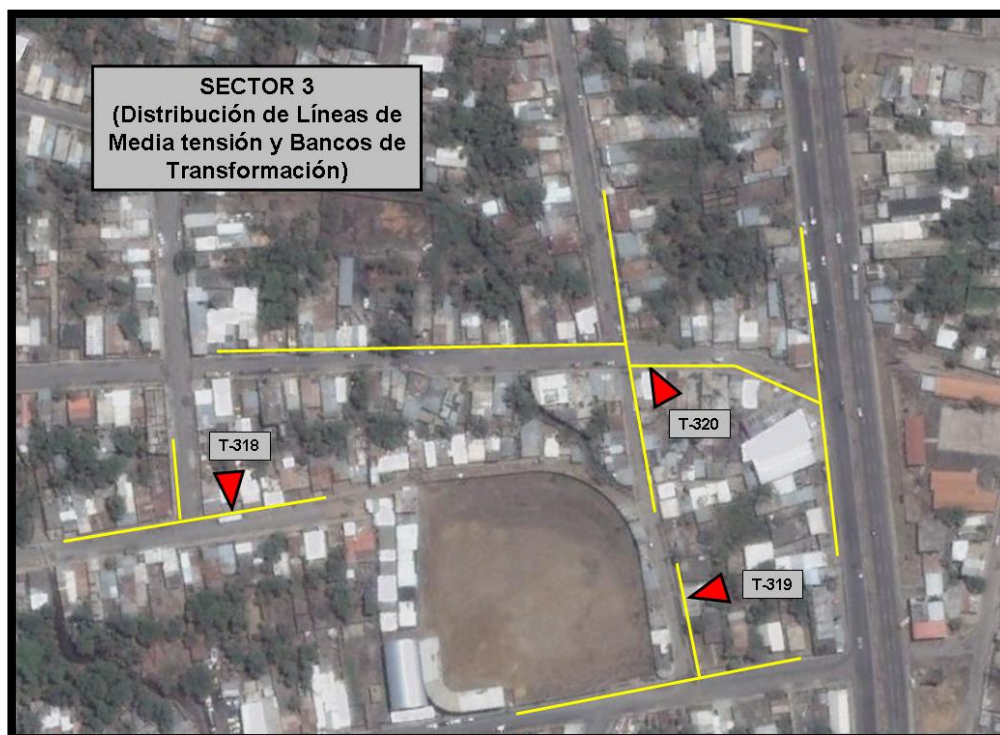 SECTOR 3
(Distribución de Líneas de
Media tensión y Bancos de
Transformación)
T-318
T-320
T-319